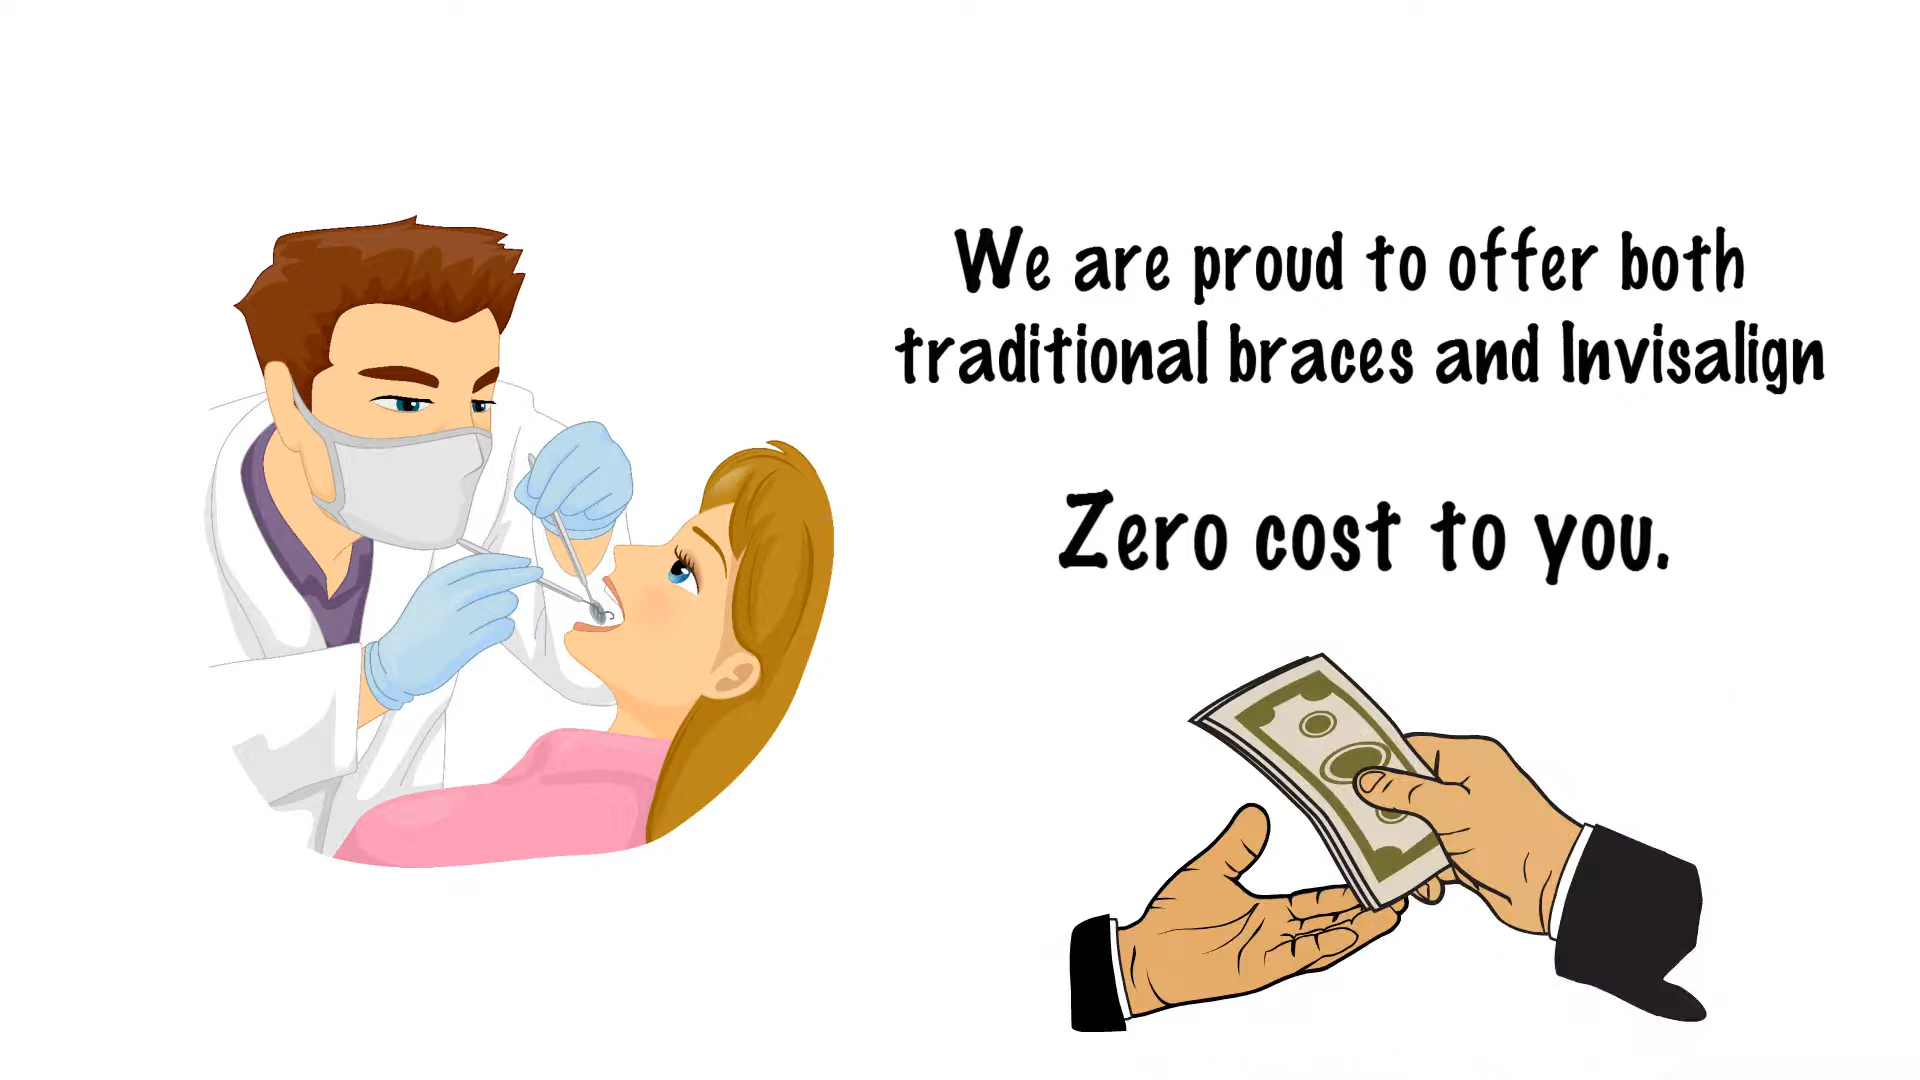 We are proud to offer both
traditional braces and Invisalign
Zero cost to you.